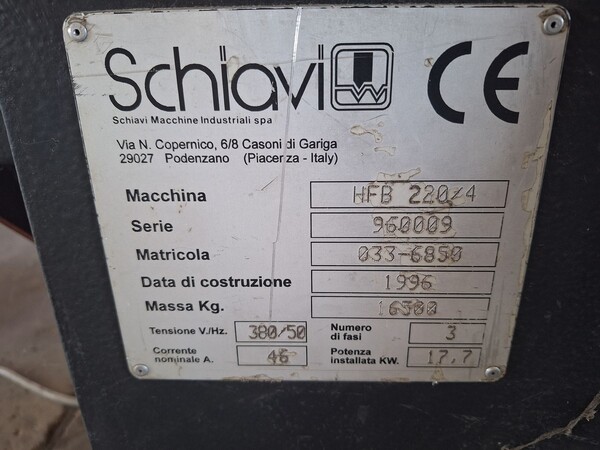 Schiavi CE
Schiavi Macchine Industriali spa
Via N. Copernico, 6/8 Casoni di Gariga
29027 Podenzano (Piacenza - Italy)
Macchina HFB 220/4
Serie 960009
Matricola 033-6850
Data di costruzione 1996
Massa Kg. 16300
Tensione V./Hz. 380/50 Numero di fasi 3
Corrente nominale A. 46 Potenza installata KW. 17,7